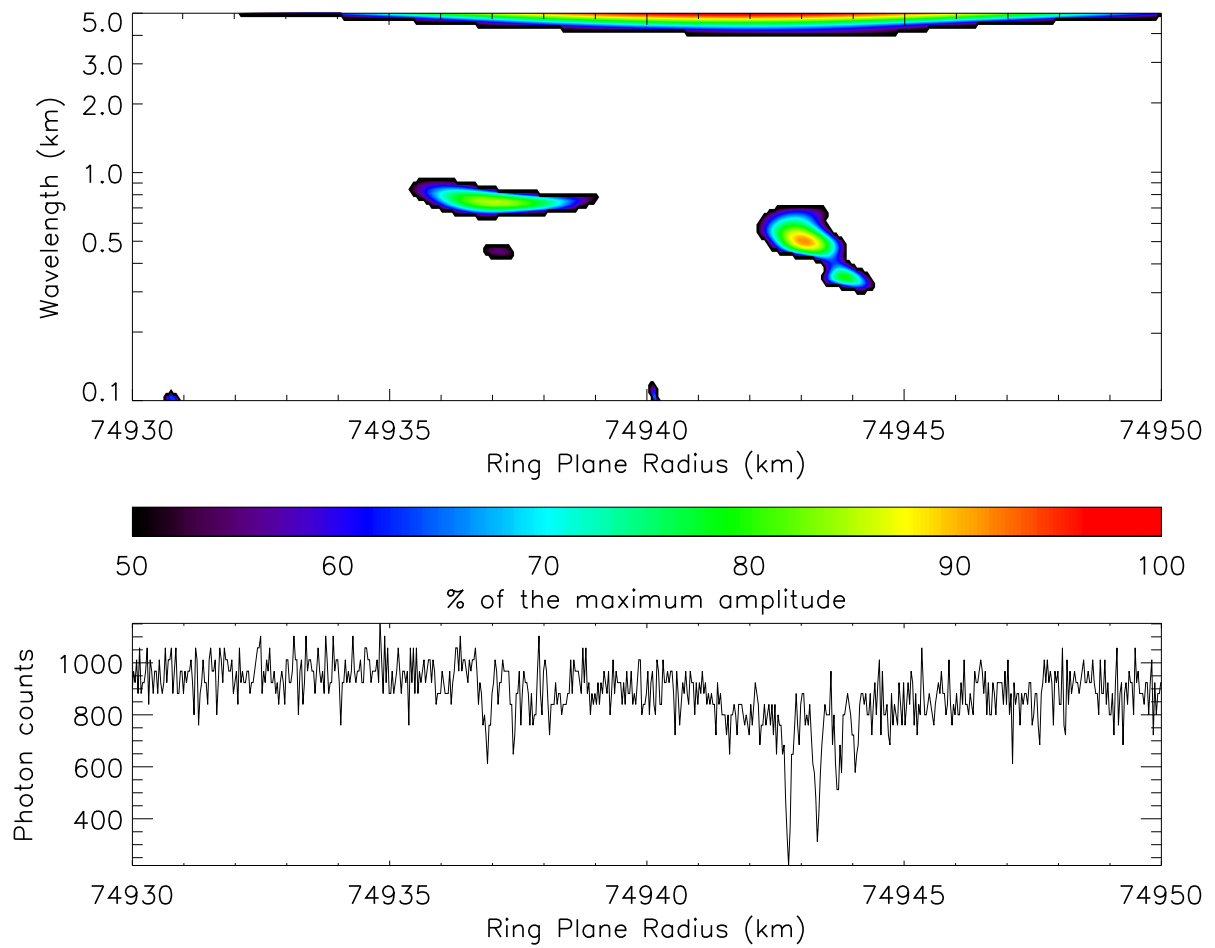 5.0
3.0
2.0
1.0
0.5
0.1
Wavelength (km)
74930 74935 74940 74945 74950
Ring Plane Radius (km)
50 60 70 80 90 100
% of the maximum amplitude
1000
800
600
400
Photon counts
74930 74935 74940 74945 74950
Ring Plane Radius (km)